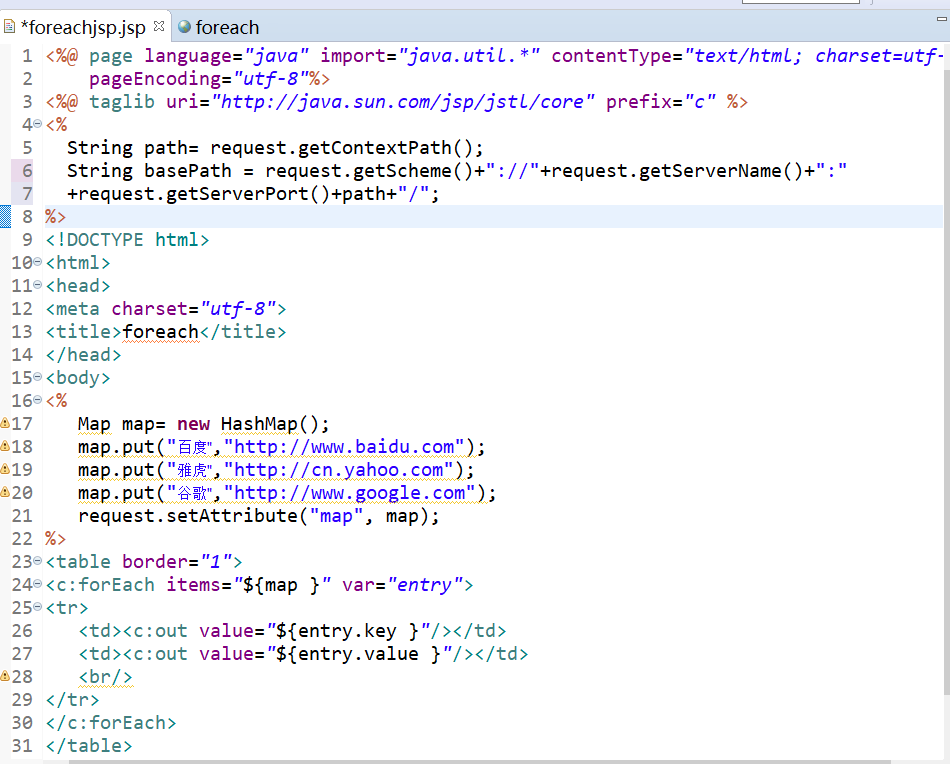 *foreachjsp.jsp foreach
1 <%@ page language="java" import="java.util.*" contentType="text/html; charset=utf-
2 pageEncoding="utf-8"%>
3 <%@ taglib uri="http://java.sun.com/jsp/jstl/core" prefix="c" %>
4 <%
5 String path= request.getContextPath();
6 String basePath = request.getScheme()+"://"+request.getServerName()+":"
7 +request.getServerPort()+path+"/";
8 %>
9 <!DOCTYPE html>
10 <html>
11 <head>
12 <meta charset="utf-8">
13 <title>foreach</title>
14 </head>
15 <body>
16 <%
17 Map map= new HashMap();
18 map.put("百度","http://www.baidu.com");
19 map.put("雅虎","http://cn.yahoo.com");
20 map.put("谷歌","http://www.google.com");
21 request.setAttribute("map", map);
22 %>
23 <table border="1">
24 <c:forEach items="${map }" var="entry">
25 <tr>
26 <td><c:out value="${entry.key }"/></td>
27 <td><c:out value="${entry.value }"/></td>
28 <br/>
29 </tr>
30 </c:forEach>
31 </table>